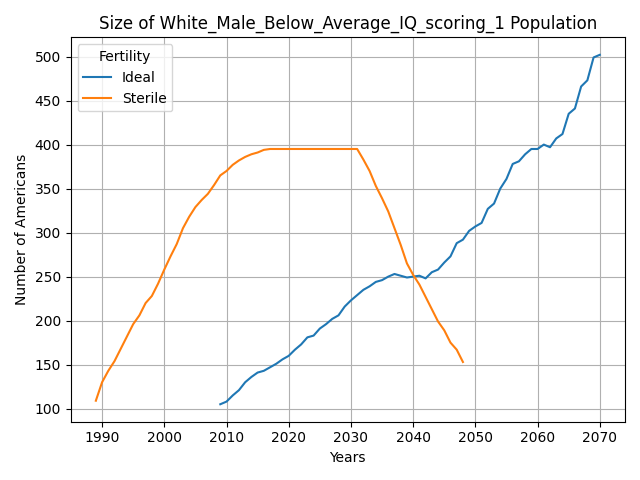 Size of White_Male_Below_Average_IQ_scoring_1 Population
Fertility
Ideal
Sterile
Number of Americans
500
450
400
350
300
250
200
150
100
1990 2000 2010 2020 2030 2040 2050 2060 2070
Years